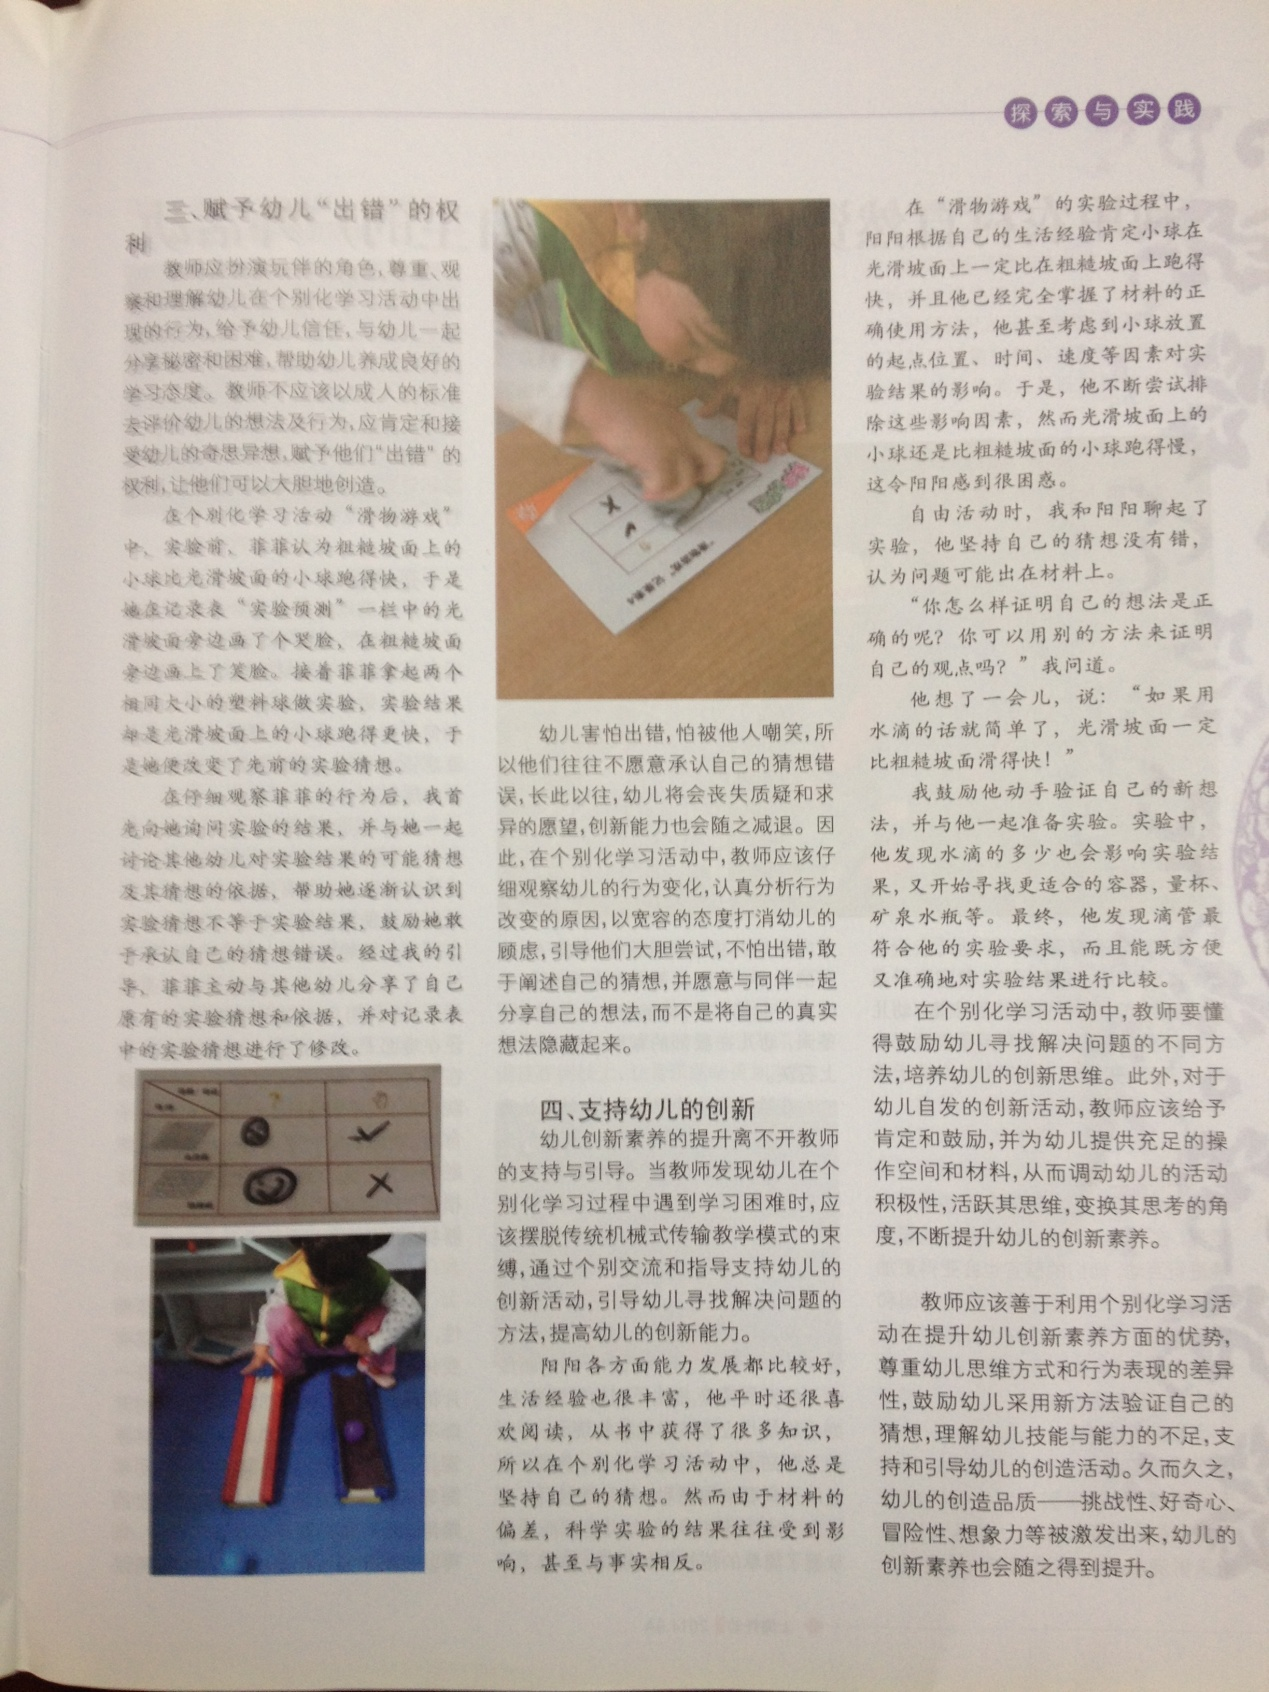 探索与实践
三、赋予幼儿“出错”的权
利
教师应扮演玩伴的角色,尊重、观
察和理解幼儿在个别化学习活动中出
现的行为,给予幼儿信任,与幼儿一起
分享秘密和困难,帮助幼儿养成良好的
学习态度。教师不应该以成人的标准
去评价幼儿的想法及行为,应肯定和接
受幼儿的奇思异想,赋予他们“出错”的
权利,让他们可以大胆地创造。
在个别化学习活动“滑物游戏”
中,实验前,菲菲认为粗糙坡面上的
小球比光滑坡面的小球跑得快,于是
她在记录表“实验预测”一栏中的光
滑坡面旁边画了个哭脸,在粗糙坡面
旁边画上了笑脸。接着菲菲拿起两个
相同大小的塑料球做实验,实验结果
却是光滑坡面上的小球跑得更快,于
是她便改变了先前的实验猜想。
在仔细观察菲菲的行为后,我首
先向她询问实验的结果,并与她一起
讨论其他幼儿对实验结果的可能猜想
及其猜想的依据,帮助她逐渐认识到
实验猜想不等于实验结果,鼓励她敢
于承认自己的猜想错误。经过我的引
导,菲菲主动与其他幼儿分享了自己
原有的实验猜想和依据,并对记录表
中的实验猜想进行了修改。
幼儿害怕出错,怕被他人嘲笑,所
以他们往往不愿意承认自己的猜想错
误,长此以往,幼儿将会丧失质疑和求
异的愿望,创新能力也会随之减退。因
此,在个别化学习活动中,教师应该仔
细观察幼儿的行为变化,认真分析行为
改变的原因,以宽容的态度打消幼儿的
顾虑,引导他们大胆尝试,不怕出错,敢
于阐述自己的猜想,并愿意与同伴一起
分享自己的想法,而不是将自己的真实
想法隐藏起来。
四、支持幼儿的创新
幼儿创新素养的提升离不开教师
的支持与引导。当教师发现幼儿在个
别化学习过程中遇到学习困难时,应
该摆脱传统机械式传输教学模式的束
缚,通过个别交流和指导支持幼儿的
创新活动,引导幼儿寻找解决问题的
方法,提高幼儿的创新能力。
阳阳各方面能力发展都比较好,
生活经验也很丰富,他平时还很喜
欢阅读,从书中获得了很多知识,
所以在个别化学习活动中,他总是
坚持自己的猜想。然而由于材料的
偏差,科学实验的结果往往受到影
响,甚至与事实相反。
在“滑物游戏”的实验过程中,
阳阳根据自己的生活经验肯定小球在
光滑坡面上一定比在粗糙坡面上跑得
快,并且他已经完全掌握了材料的正
确使用方法,他甚至考虑到小球放置
的起点位置、时间、速度等因素对实
验结果的影响。于是,他不断尝试排
除这些影响因素,然而光滑坡面上的
小球还是比粗糙坡面的小球跑得慢,
这令阳阳感到很困惑。
自由活动时,我和阳阳聊起了
实验,他坚持自己的猜想没有错,
认为问题可能出在材料上。
“你怎么样证明自己的想法是正
确的呢?你可以用别的方法来证明
自己的观点吗?”我问道。
他想了一会儿,说:“如果用
水滴的话就简单了,光滑坡面一定
比粗糙坡面滑得快!”
我鼓励他动手验证自己的新想
法,并与他一起准备实验。实验中,
他发现水滴的多少也会影响实验结
果,又开始寻找更适合的容器,量杯、
矿泉水瓶等。最终,他发现滴管最
符合他的实验要求,而且能既方便
又准确地对实验结果进行比较。
在个别化学习活动中,教师要懂
得鼓励幼儿寻找解决问题的不同方
法,培养幼儿的创新思维。此外,对于
幼儿自发的创新活动,教师应该给予
肯定和鼓励,并为幼儿提供充足的操
作空间和材料,从而调动幼儿的活动
积极性,活跃其思维,变换其思考的角
度,不断提升幼儿的创新素养。
教师应该善于利用个别化学习活
动在提升幼儿创新素养方面的优势,
尊重幼儿思维方式和行为表现的差异
性,鼓励幼儿采用新方法验证自己的
猜想,理解幼儿技能与能力的不足,支
持和引导幼儿的创造活动。久而久之,
幼儿的创造品质——挑战性、好奇心、
冒险性、想象力等被激发出来,幼儿的
创新素养也会随之得到提升。